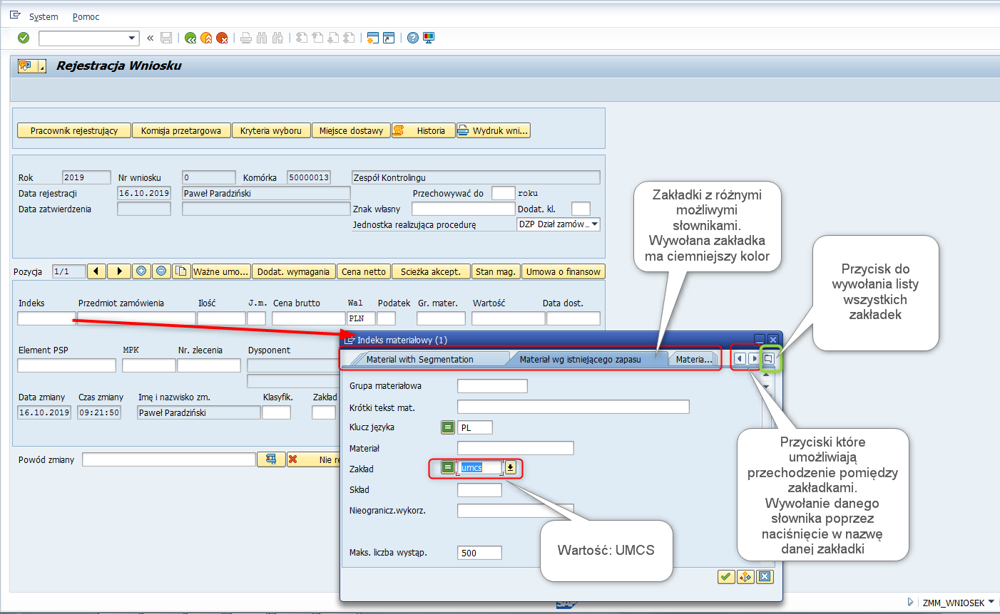 System Pomoc
«
Rejestracja Wniosku
Pracownik rejestrujący Komisja przetargowa Kryteria wyboru Miejsce dostawy Historia Wydruk wni...
Rok 2019 Nr wniosku 0 Komórka 50000013 Zespół Kontrolingu
Data rejestracji 16.10.2019 Paweł Paradziński Przechowywać do roku
Data zatwierdzenia Znak własny Dodat. kl.
Jednostka realizująca procedurę DZP Dział zamów...
Pozycja 1/1 Ważne umo... Dodat. wymagania Cena netto Scieżka akcept. Stan mag. Umowa o finansow
Indeks Przedmiot zamówienia Ilość J.m. Cena brutto Wal Podatek Gr. mater. Wartość Data dost.
PLN
Element PSP MPK Nr. zlecenia Dysponent
Data zmiany Czas zmiany Imę i nazwisko zm. Klasyfik. Zakład
16.10.2019 09:21:50 Paweł Paradziński
Powód zmiany Nie re
Indeks materiałowy (1)
Material with Segmentation Materiał wg istniejącego zapasu Materia...
Grupa materiałowa
Krótki tekst mat.
Klucz języka PL
Materiał
Zakład umcs
Skład
Nieogranicz.wykorz.
Maks. liczba wystąp. 500
Zakładki z różnymi
możliwymi
słownikami.
Wywołana zakładka
ma ciemniejszy kolor
Przycisk do
wywołania listy
wszystkich
zakładek
Przyciski które
umożliwiają
przechodzenie pomiędzy
zakładkami.
Wywołanie danego
słownika poprzez
naciśnięcie w nazwę
danej zakładki
Wartość: UMCS
SAP
ZMM_WNIOSEK